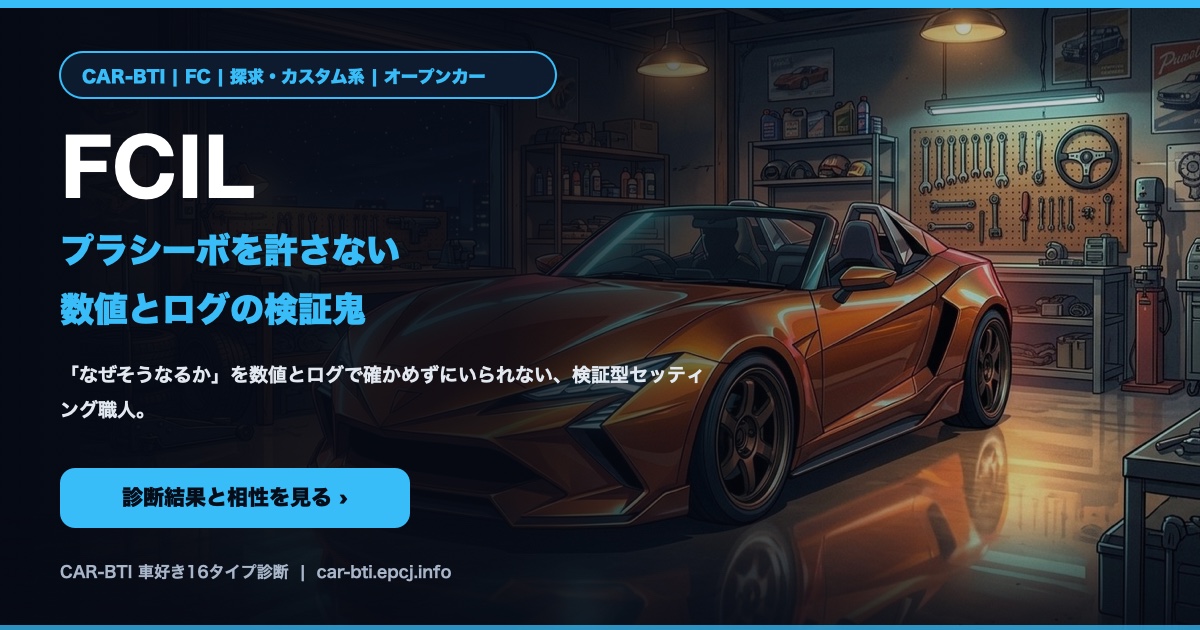 CAR-BTI | FC | 探求・カスタム系 | オープンカー
FCIL
プラシーボを許さない
数値とログの検証鬼
「なぜそうなるか」を数値とログで確かめずにいられない、検証型セッティ
ング職人。
診断結果と相性を見る ›
CAR-BTI 車好き16タイプ診断 | car-bti.epcj.info